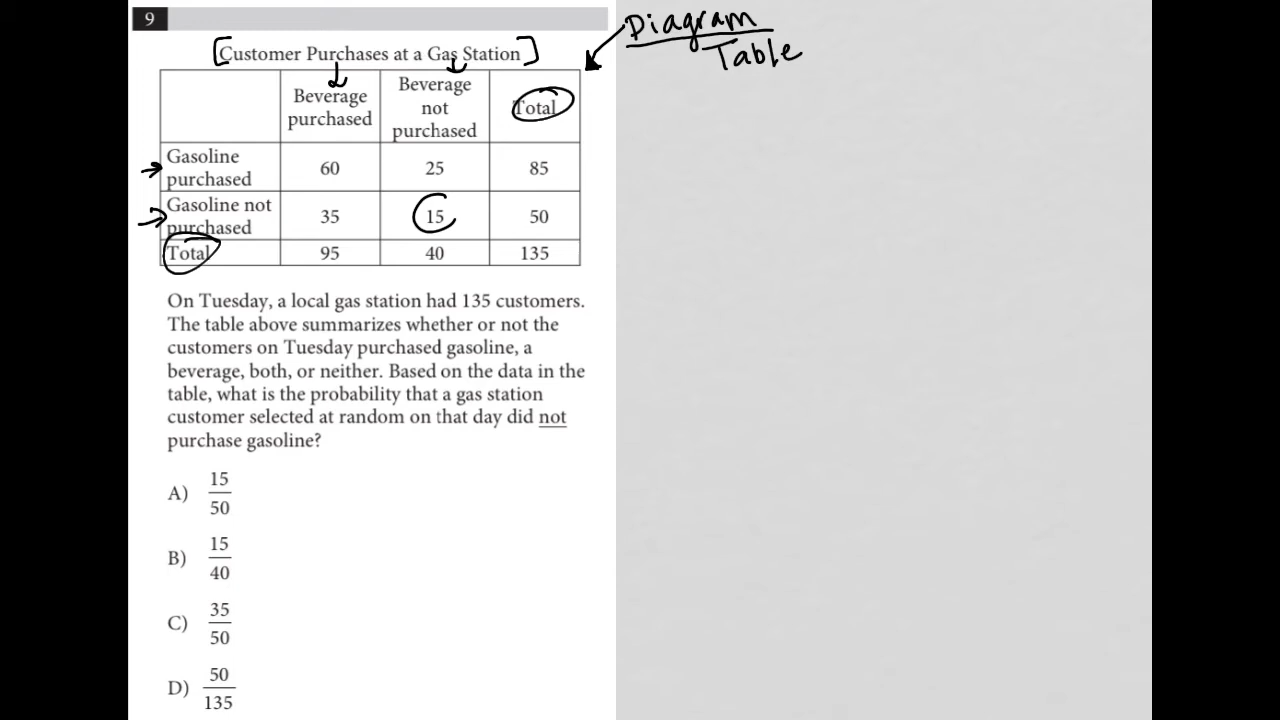 9
Diagram
Table
[Customer Purchases at a Gas Station]
Beverage purchased
Beverage not purchased
Total
Gasoline purchased 60 25 85
Gasoline not purchased 35 15 50
Total 95 40 135
On Tuesday, a local gas station had 135 customers.
The table above summarizes whether or not the
customers on Tuesday purchased gasoline, a
beverage, both, or neither. Based on the data in the
table, what is the probability that a gas station
customer selected at random on that day did not
purchase gasoline?
A) 15/50
B) 15/40
C) 35/50
D) 50/135